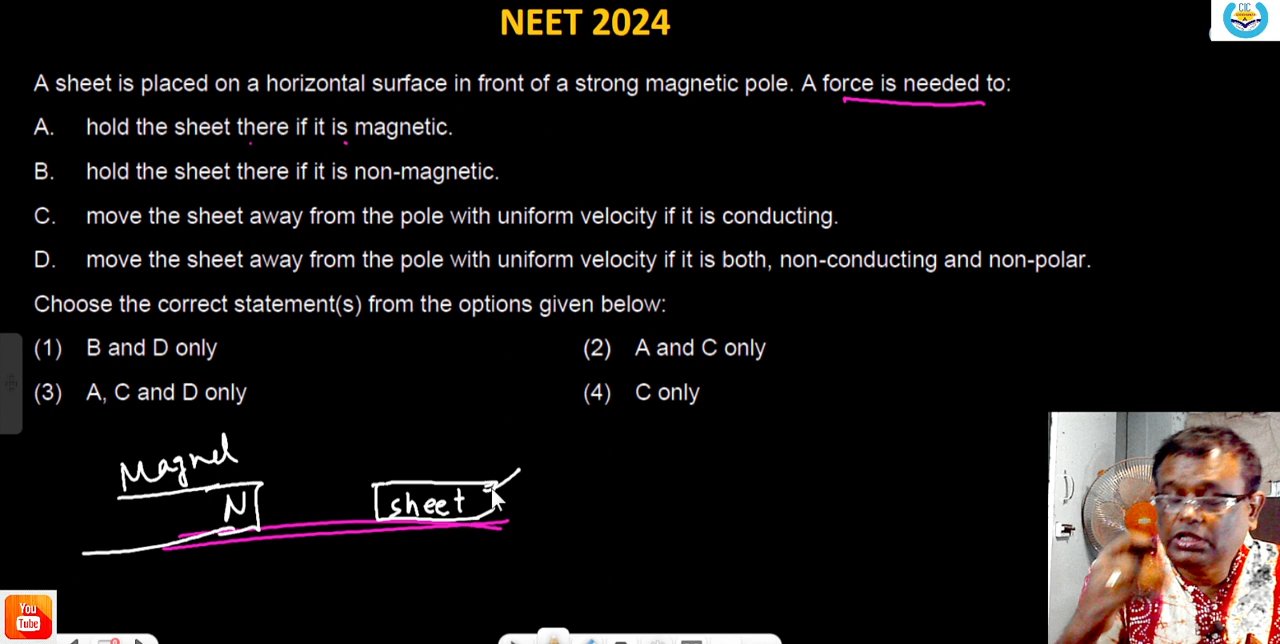 NEET 2024
CIC
A sheet is placed on a horizontal surface in front of a strong magnetic pole. A force is needed to:
A. hold the sheet there if it is magnetic.
B. hold the sheet there if it is non-magnetic.
C. move the sheet away from the pole with uniform velocity if it is conducting.
D. move the sheet away from the pole with uniform velocity if it is both, non-conducting and non-polar.
Choose the correct statement(s) from the options given below:
(1) B and D only
(2) A and C only
(3) A, C and D only
(4) C only
Magnet
N
sheet
You
Tube